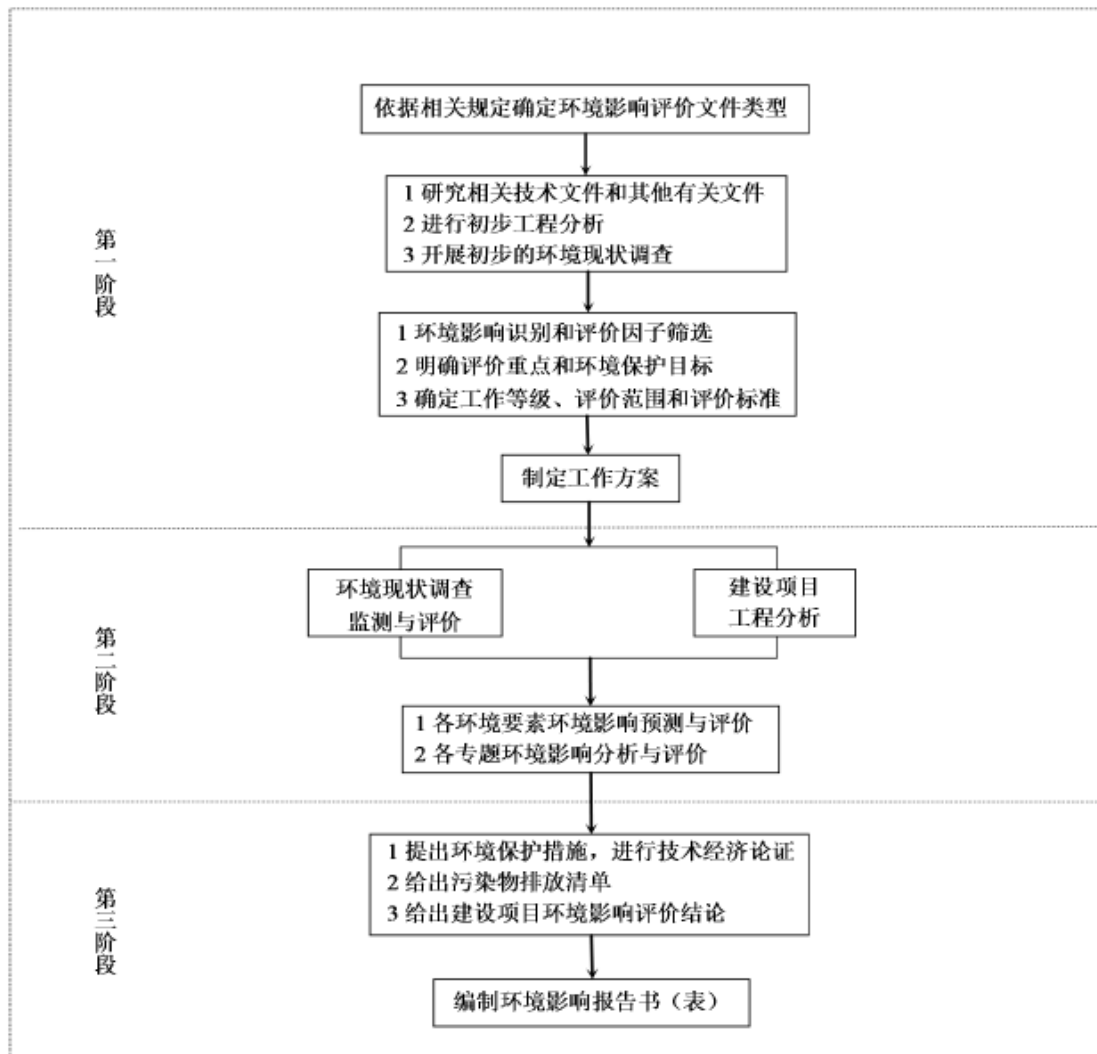 依据相关规定确定环境影响评价文件类型
1 研究相关技术文件和其他有关文件
2 进行初步工程分析
3 开展初步的环境现状调查
第一阶段
1 环境影响识别和评价因子筛选
2 明确评价重点和环境保护目标
3 确定工作等级、评价范围和评价标准
制定工作方案
第二阶段
环境现状调查
监测与评价
建设项目
工程分析
1 各环境要素环境影响预测与评价
2 各专题环境影响分析与评价
第三阶段
1 提出环境保护措施，进行技术经济论证
2 给出污染物排放清单
3 给出建设项目环境影响评价结论
编制环境影响报告书（表）